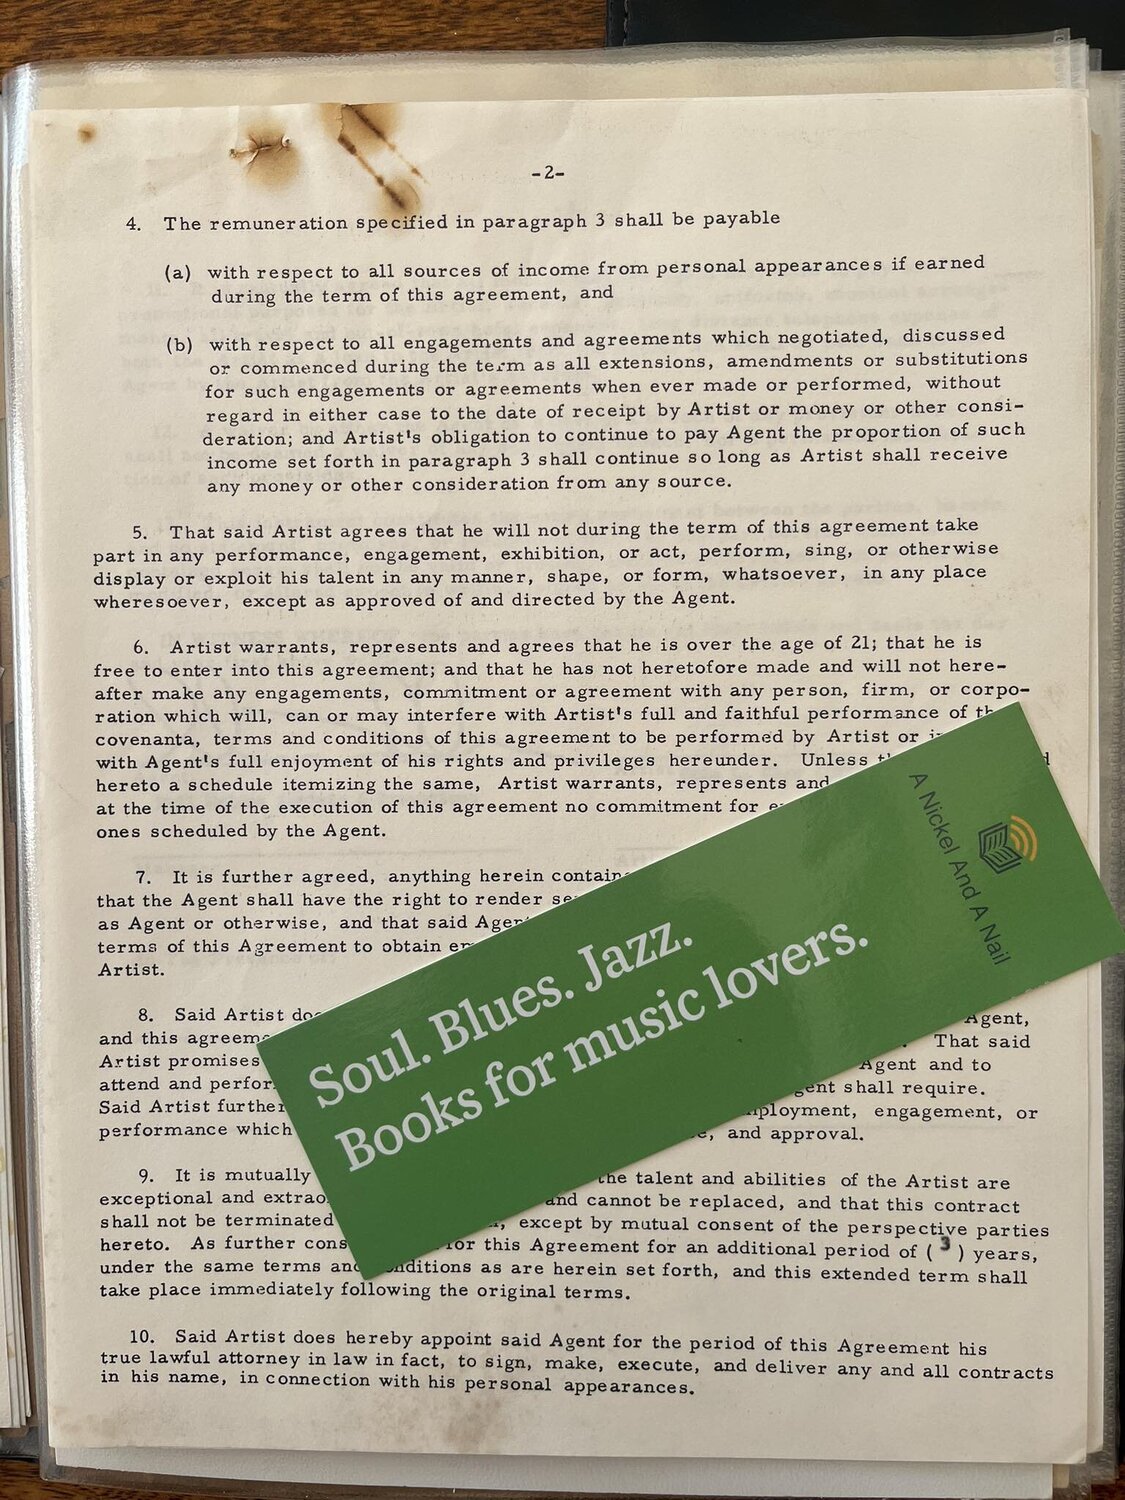 -2-
4. The remuneration specified in paragraph 3 shall be payable
(a) with respect to all sources of income from personal appearances if earned
during the term of this agreement, and
(b) with respect to all engagements and agreements which negotiated, discussed
or commenced during the term as all extensions, amendments or substitutions
for such engagements or agreements when ever made or performed, without
regard in either case to the date of receipt by Artist or money or other consi-
deration; and Artist's obligation to continue to pay Agent the proportion of such
income set forth in paragraph 3 shall continue so long as Artist shall receive
any money or other consideration from any source.
5. That said Artist agrees that he will not during the term of this agreement take
part in any performance, engagement, exhibition, or act, perform, sing, or otherwise
display or exploit his talent in any manner, shape, or form, whatsoever, in any place
wheresoever, except as approved of and directed by the Agent.
6. Artist warrants, represents and agrees that he is over the age of 21; that he is
free to enter into this agreement; and that he has not heretofore made and will not here-
after make any engagements, commitment or agreement with any person, firm, or corpo-
ration which will, can or may interfere with Artist's full and faithful performance of
covenanta, terms and conditions of this agreement to be performed by Artist or
with Agent's full enjoyment of his rights and privileges hereunder. Unless
hereto a schedule itemizing the same, Artist warrants, represents and
at the time of the execution of this agreement no commitment for
ones scheduled by the Agent.
7. It is further agreed, anything herein
that the Agent shall have the right to render
as Agent or otherwise, and that said
terms of this Agreement to obtain
Artist.
8. Said Artist
and this Agent,
Artist promises That said
attend and Agent and to
Said Artist further shall require.
performance which employment, engagement, or
and approval.
9. It is mutually the talent and abilities of the Artist are
exceptional and and cannot be replaced, and that this contract
shall not be terminated except by mutual consent of the perspective parties
hereto. As further for this Agreement for an additional period of ( 3 ) years,
under the same terms and conditions as are herein set forth, and this extended term shall
take place immediately following the original terms.
10. Said Artist does hereby appoint said Agent for the period of this Agreement his
true lawful attorney in law in fact, to sign, make, execute, and deliver any and all contracts
in his name, in connection with his personal appearances.
Soul. Blues. Jazz.
Books for music lovers.
A Nickel And A Nail